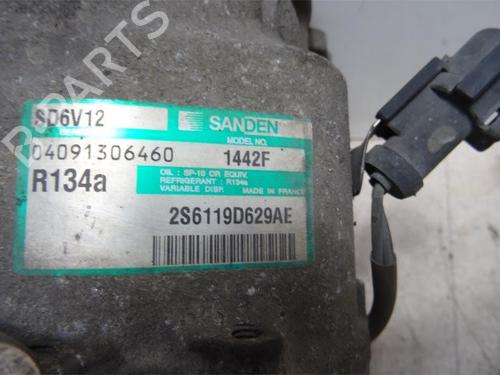 B-PARTS
SD6V12
SANDEN
MODEL NO.
04091306460
1442F
R134a
OIL : SP-10 OR EQUIV.
REFRIGERANT : R134a
VARIABLE DISP. MADE IN FRANCE
2S6119D629AE